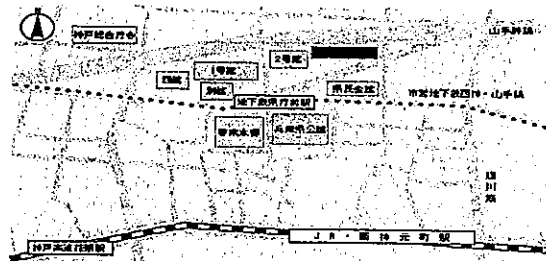 神戸総合庁舎
山手幹線
2号館
1号館
西館
別館
県民会館
市営地下鉄西神・山手線
地下鉄県庁前駅
警察本部
兵庫県公館
鯉川筋
JR・阪神元町駅
神戸高速花隈駅